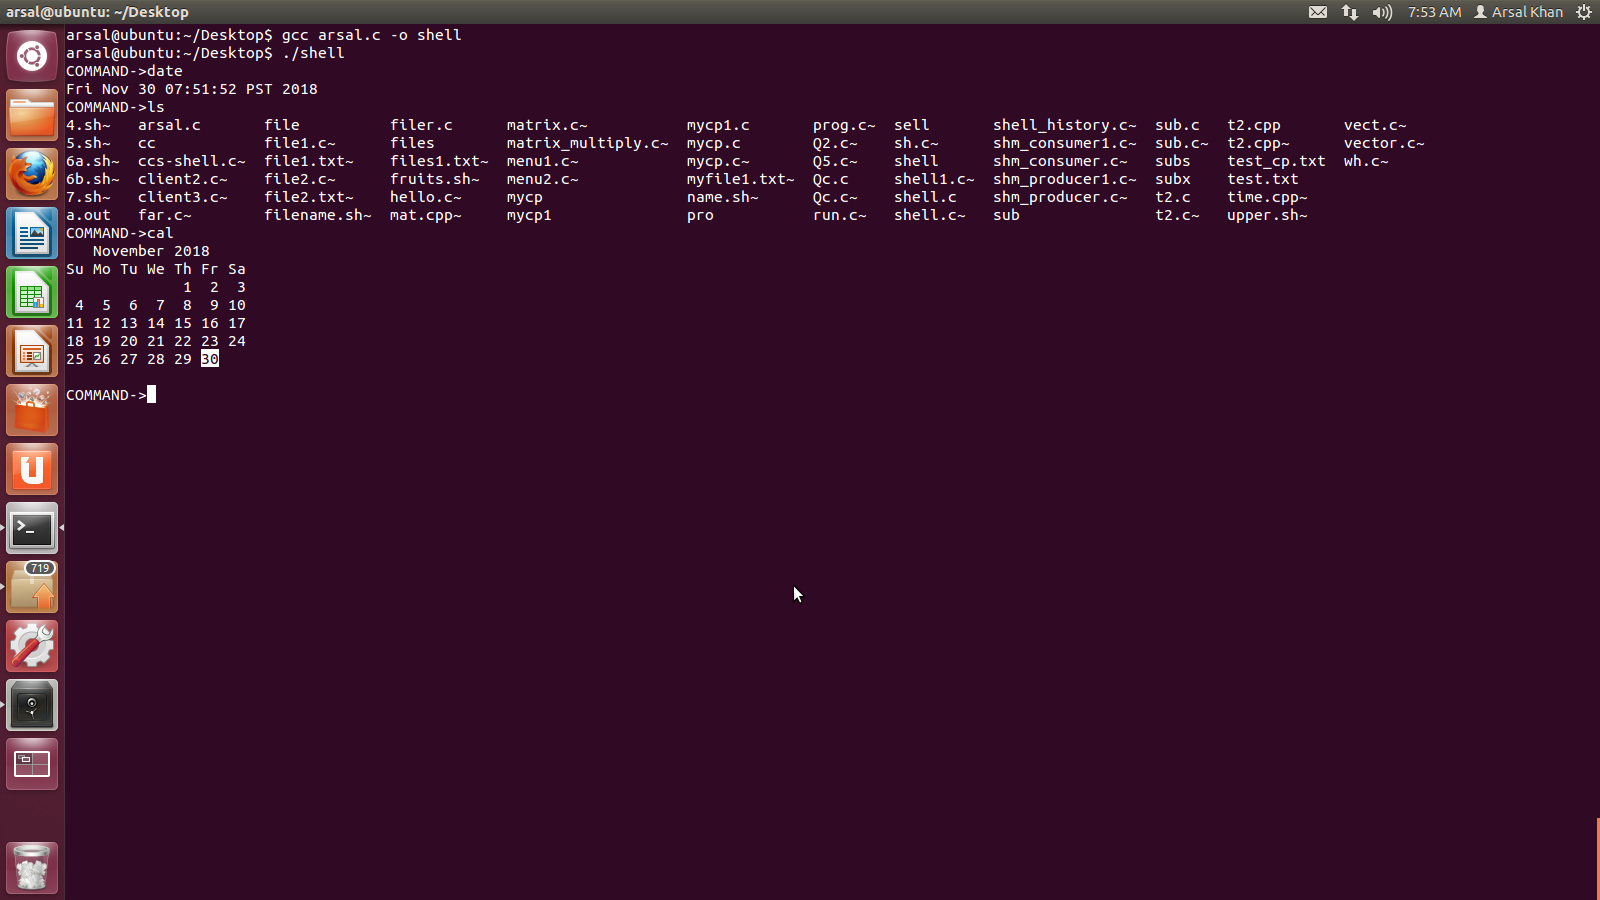 arsal@ubuntu: ~/Desktop 7:53 AM Arsal Khan
arsal@ubuntu:~/Desktop$ gcc arsal.c -o shell
arsal@ubuntu:~/Desktop$ ./shell
COMMAND->date
Fri Nov 30 07:51:52 PST 2018
COMMAND->ls
4.sh~ arsal.c file filer.c matrix.c~ mycp1.c prog.c~ sell shell_history.c~ sub.c t2.cpp vect.c~
5.sh~ cc file1.c~ files matrix_multiply.c~ mycp.c Q2.c~ sh.c~ shm_consumer1.c~ sub.c~ t2.cpp~ vector.c~
6a.sh~ ccs-shell.c~ file1.txt~ files1.txt~ menu1.c~ mycp.c~ Q5.c~ shell shm_consumer.c~ subs test_cp.txt wh.c~
6b.sh~ client2.c~ file2.c~ fruits.sh~ menu2.c~ myfile1.txt~ Qc.c shell1.c~ shm_producer1.c~ subx test.txt
7.sh~ client3.c~ file2.txt~ hello.c~ mycp name.sh~ Qc.c~ shell.c shm_producer.c~ t2.c time.cpp~
a.out far.c~ filename.sh~ mat.cpp~ mycp1 pro run.c~ shell.c~ sub t2.c~ upper.sh~
COMMAND->cal
November 2018
Su Mo Tu We Th Fr Sa
1 2 3
4 5 6 7 8 9 10
11 12 13 14 15 16 17
18 19 20 21 22 23 24
25 26 27 28 29 30
COMMAND->
719